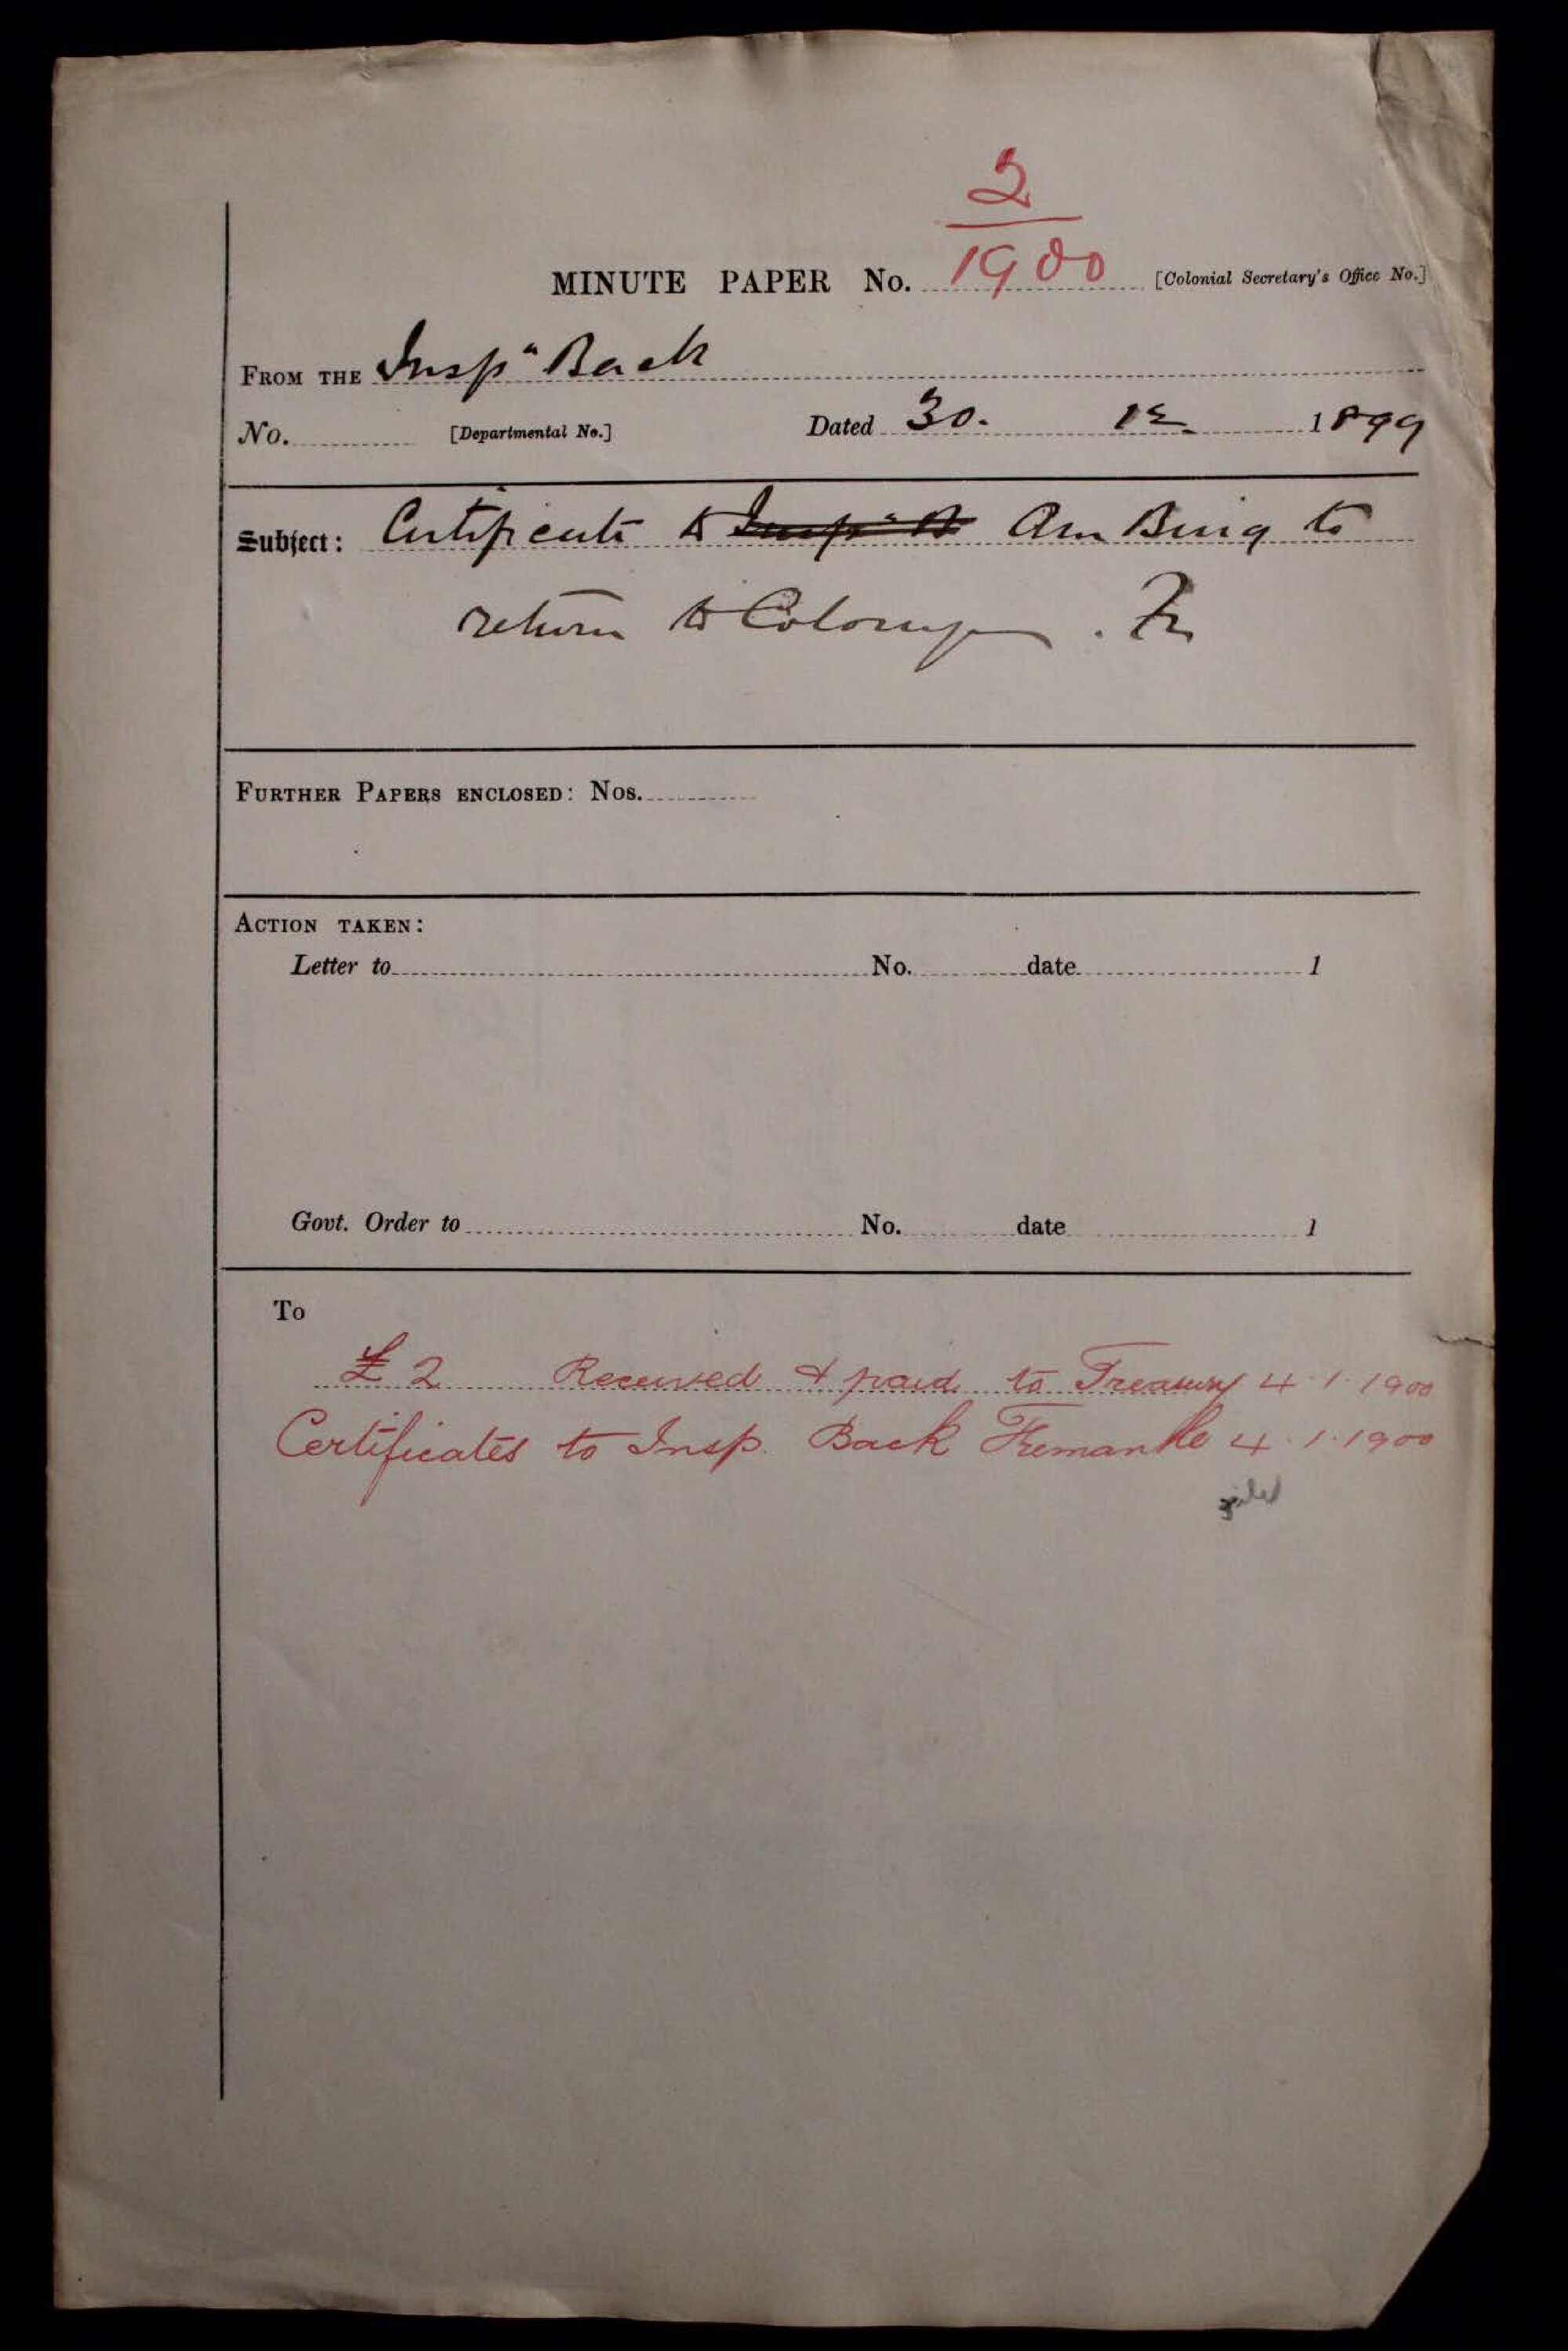 2
MINUTE PAPER No. 1900 [Colonial Secretary's Office No.]
FROM THE Inspr Back
No. [Departmental No.] Dated 30. 12. 1899
Subject: Certificate to Insp r B Am Bing to
return to Colony.
FURTHER PAPERS ENCLOSED: Nos.
ACTION TAKEN:
Letter to No. date 1
Govt. Order to No. date 1
To
£2 Received & paid to Treasury 4.1.1900
Certificates to Insp. Back Fremantle 4.1.1900